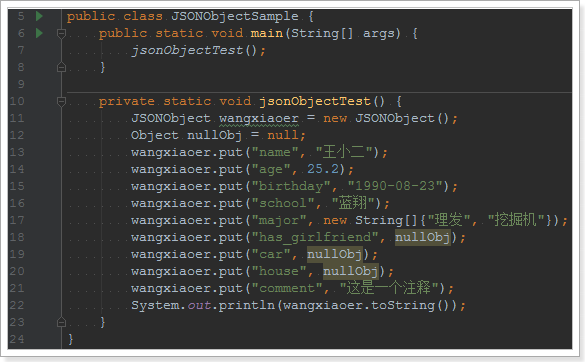 5 public class JSONObjectSample {
6 public static void main(String[] args) {
7 jsonObjectTest();
8 }
9
10 private static void jsonObjectTest() {
11 JSONObject wangxiaoer = new JSONObject();
12 Object nullObj = null;
13 wangxiaoer.put("name", "王小二");
14 wangxiaoer.put("age", 25.2);
15 wangxiaoer.put("birthday", "1990-08-23");
16 wangxiaoer.put("school", "蓝翔");
17 wangxiaoer.put("major", new String[]{"理发", "挖掘机"});
18 wangxiaoer.put("has_girlfriend", nullObj);
19 wangxiaoer.put("car", nullObj);
20 wangxiaoer.put("house", nullObj);
21 wangxiaoer.put("comment", "这是一个注释");
22 System.out.println(wangxiaoer.toString());
23 }
24 }